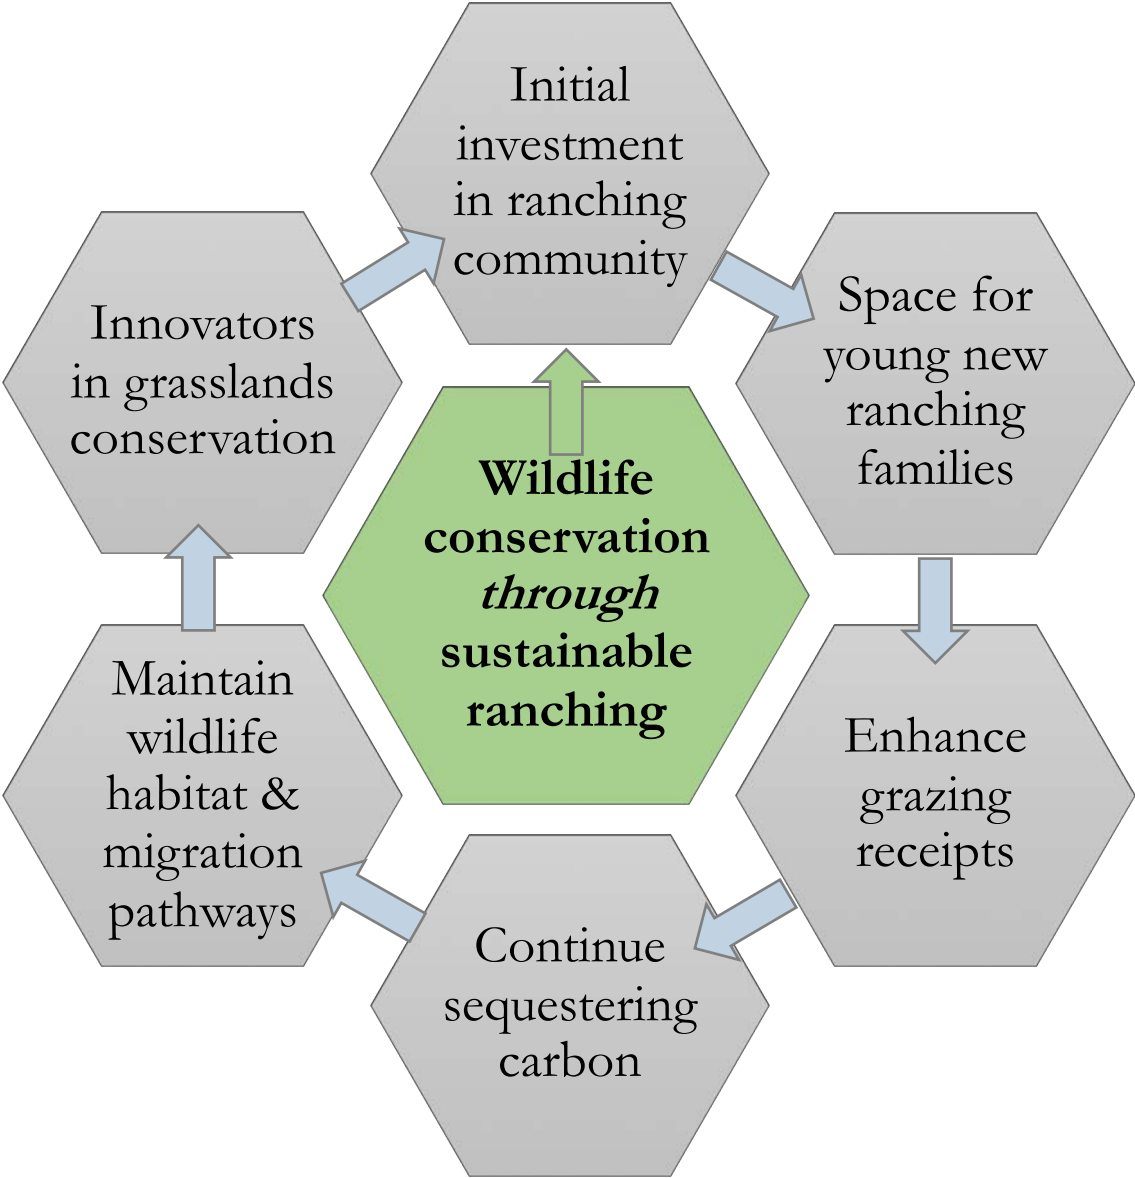 Initial
investment
in ranching
community
Space for
young new
ranching
families
Enhance
grazing
receipts
Continue
sequestering
carbon
Maintain
wildlife
habitat &
migration
pathways
Innovators
in grasslands
conservation
Wildlife
conservation
through
sustainable
ranching